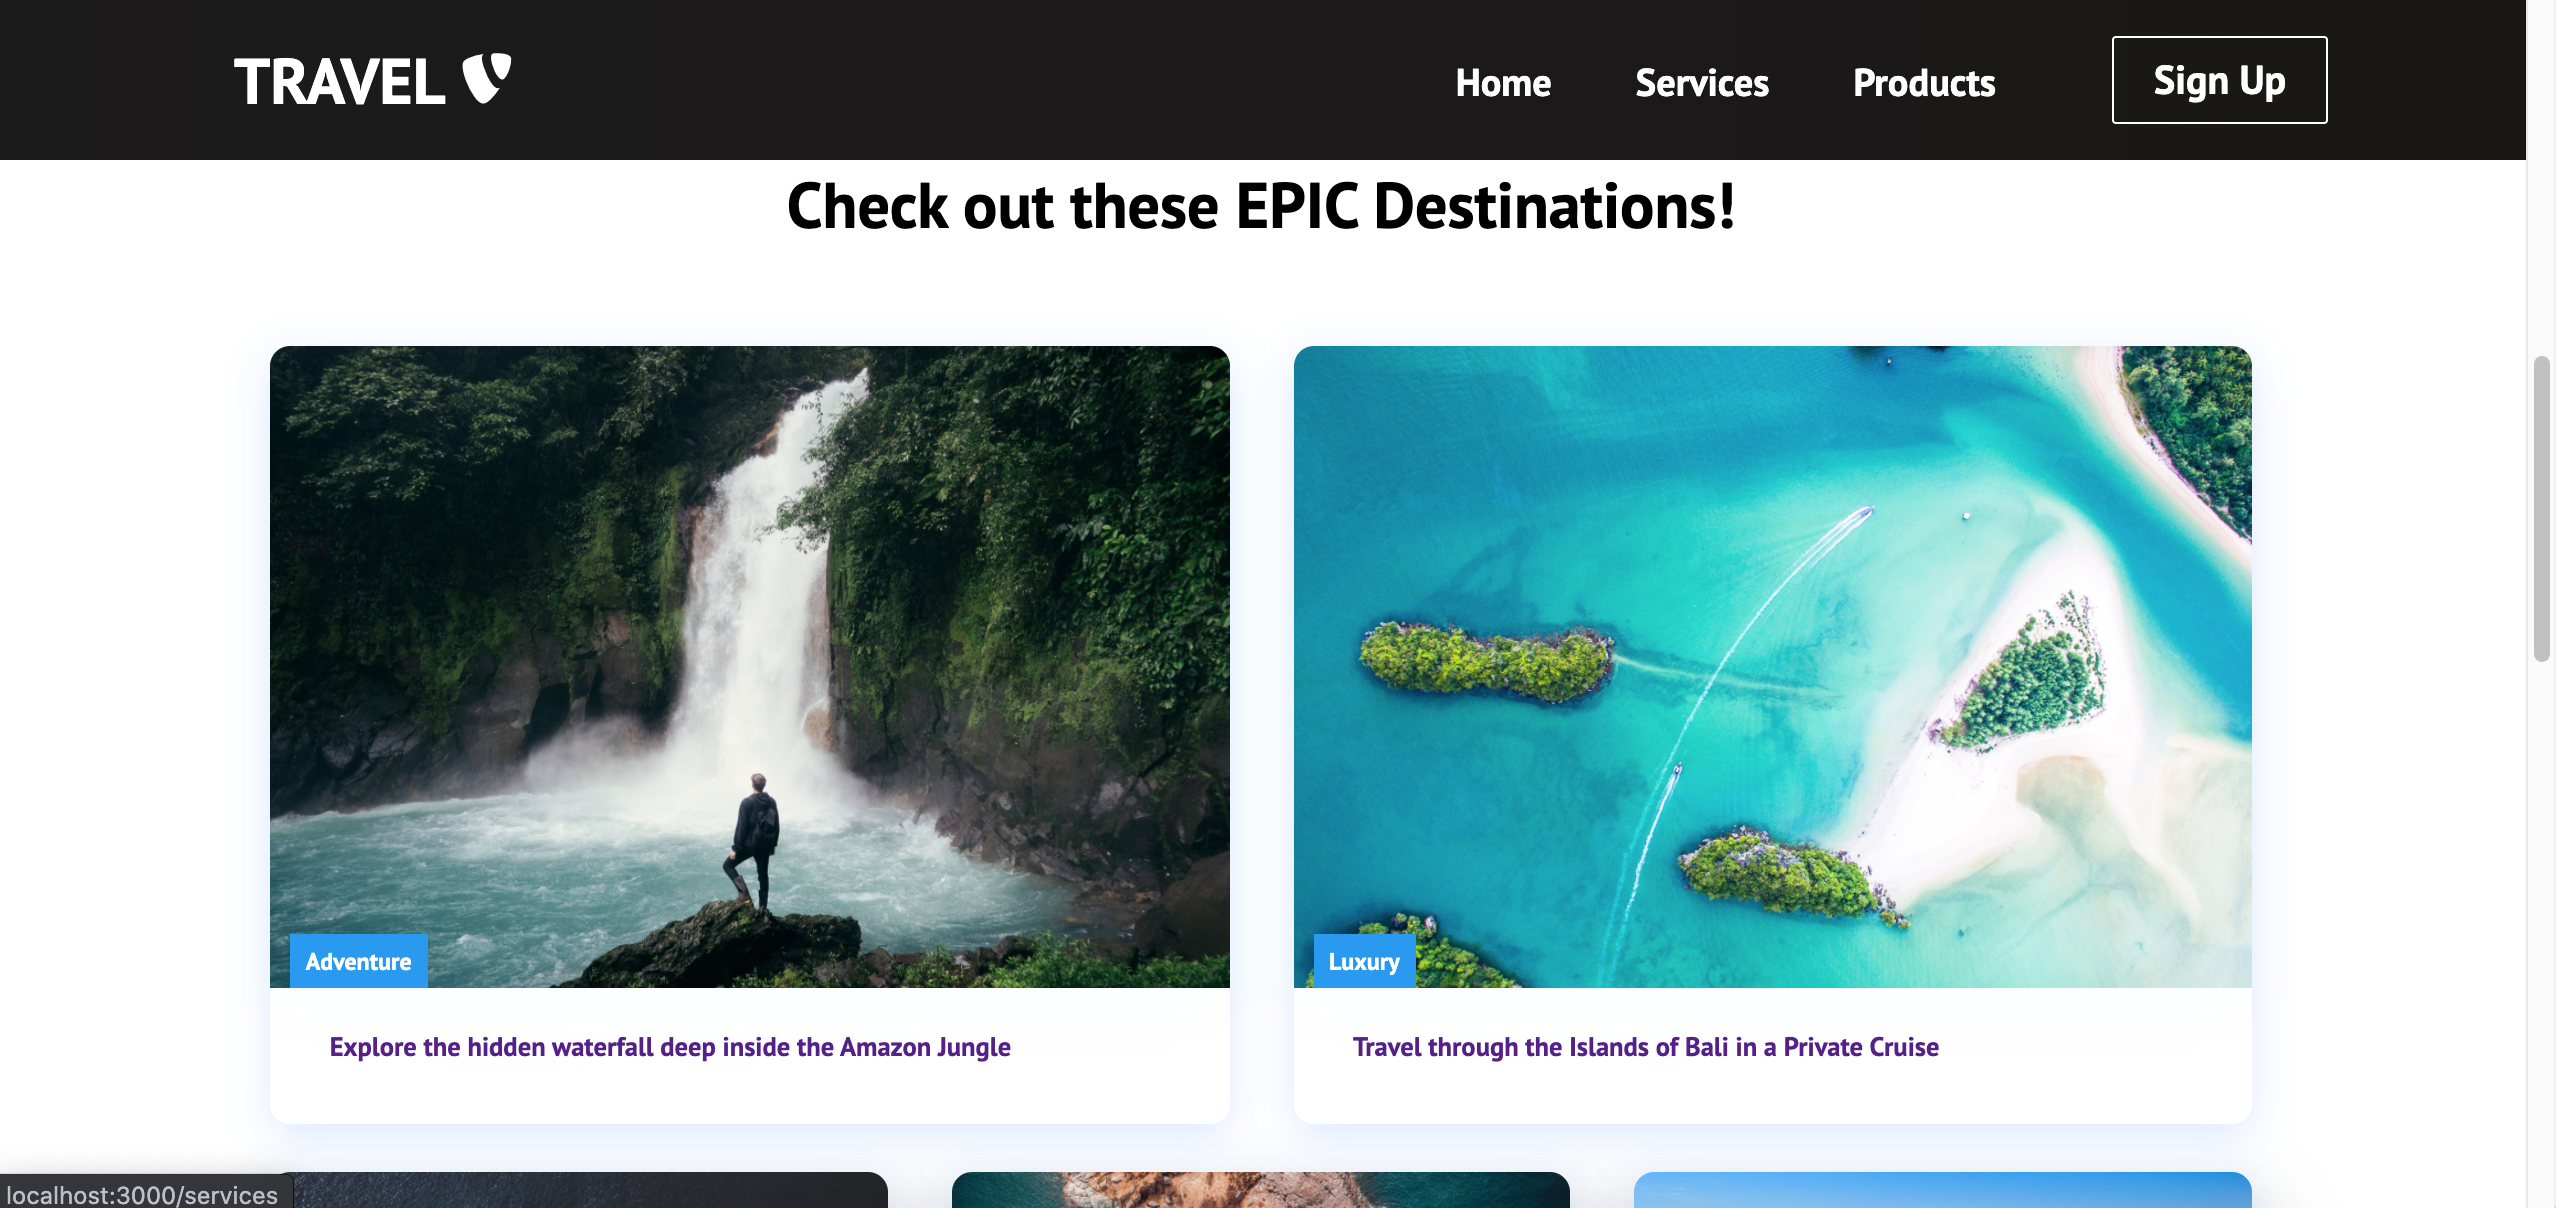 TRAVEL
Home Services Products Sign Up
Check out these EPIC Destinations!
Adventure
Luxury
Explore the hidden waterfall deep inside the Amazon Jungle
Travel through the Islands of Bali in a Private Cruise
localhost:3000/services